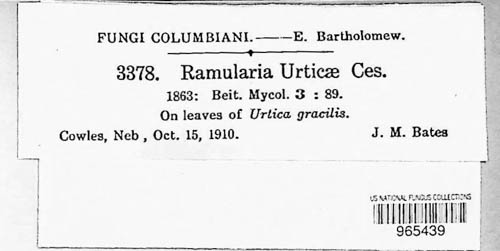 FUNGI COLUMBIANI.——E. Bartholomew.
3378. Ramularia Urticæ Ces.
1863: Beit. Mycol. 3 : 89.
On leaves of Urtica gracilis.
Cowles, Neb , Oct. 15, 1910. J. M. Bates
US NATIONAL FUNGUS COLLECTIONS
965439